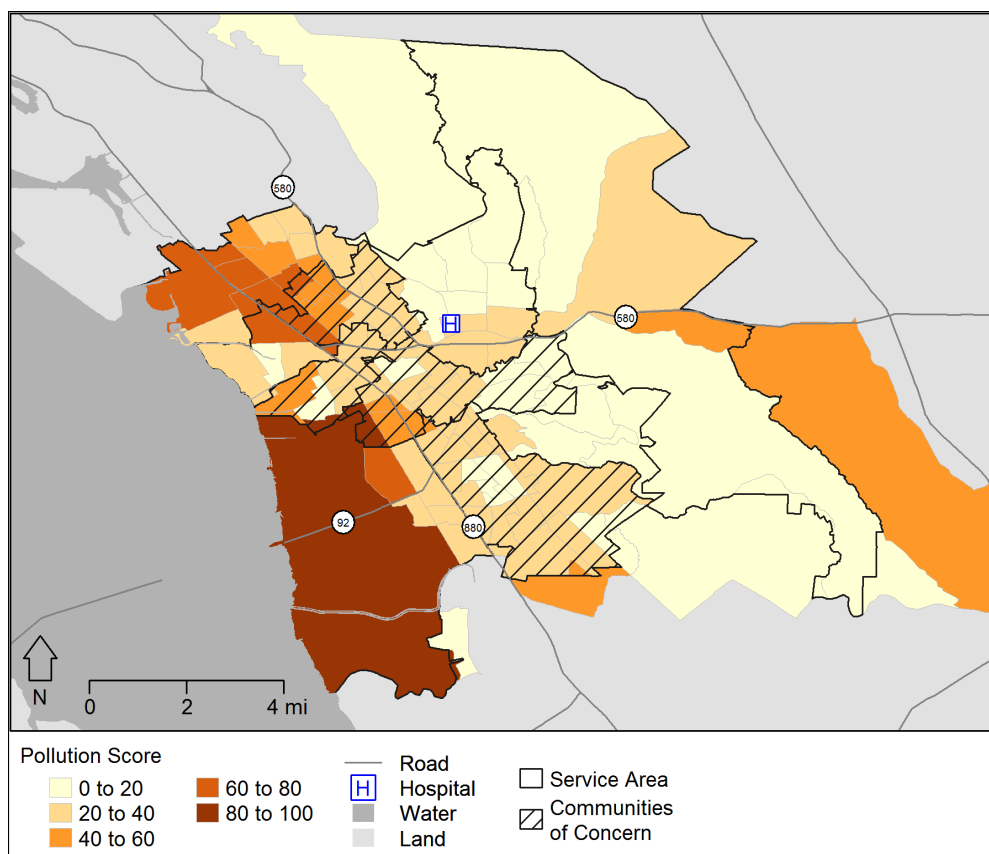 580
H
580
92
880
N
0 2 4 mi
Pollution Score
0 to 20
20 to 40
40 to 60
60 to 80
80 to 100
Road
H Hospital
Water
Land
Service Area
Communities
of Concern